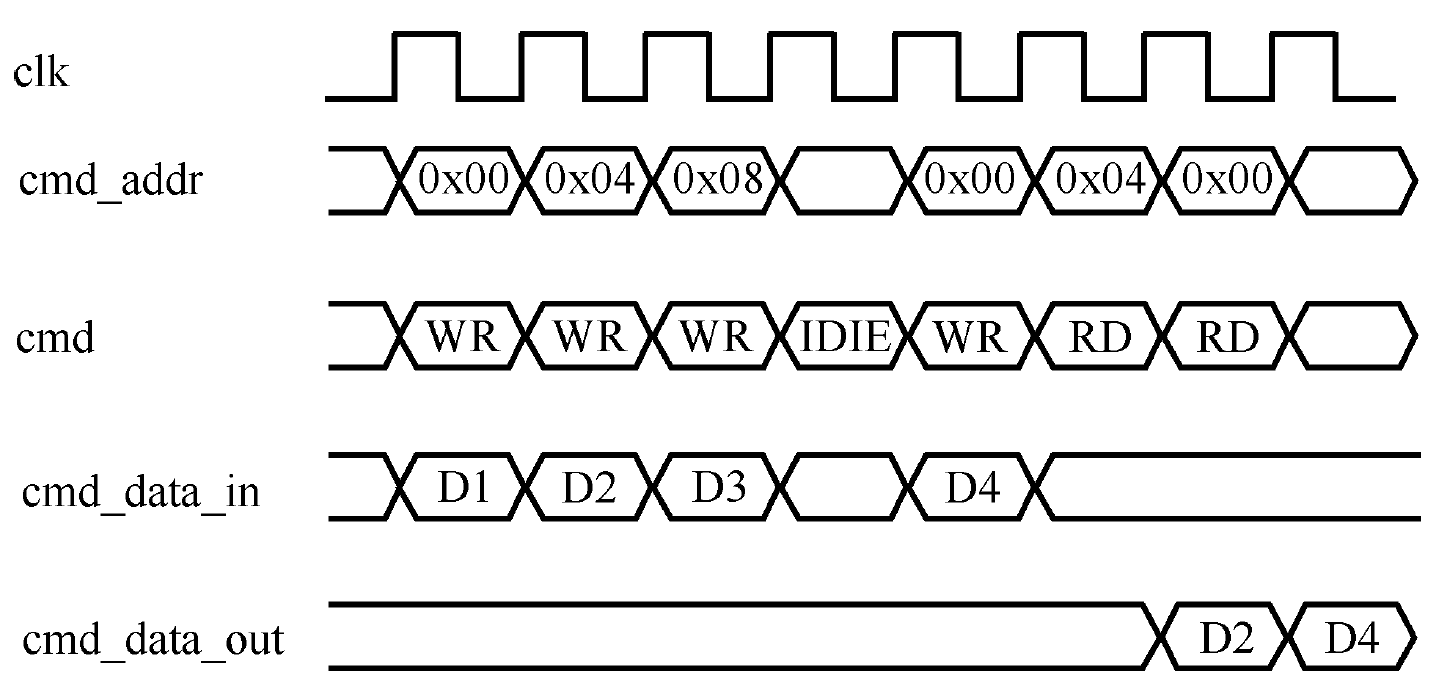 clk
cmd_addr 0x00 0x04 0x08 0x00 0x04 0x00
cmd WR WR WR IDIE WR RD RD
cmd_data_in D1 D2 D3 D4
cmd_data_out D2 D4